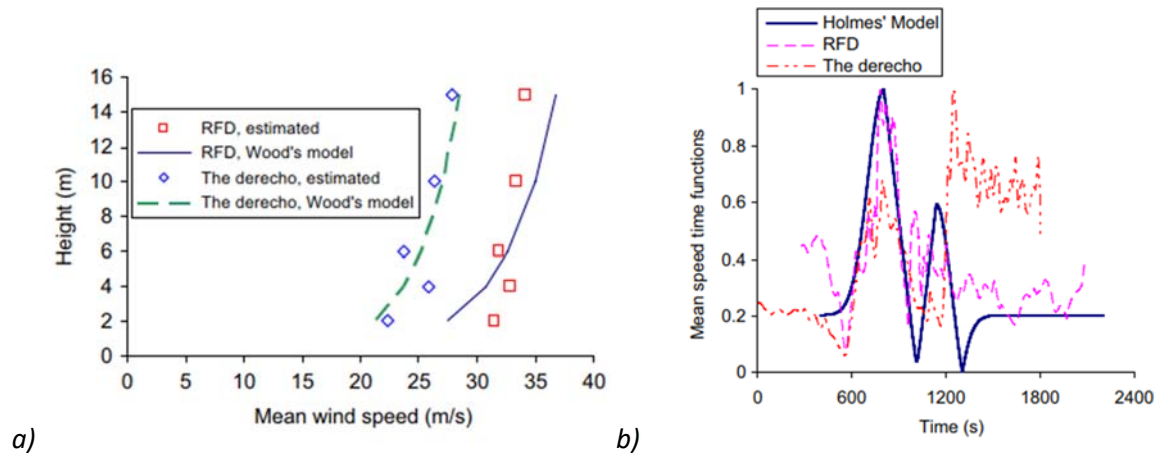 16
14
12
10
8
6
4
2
0
Height (m)
RFD, estimated
RFD, Wood's model
The derecho, estimated
The derecho, Wood's model
0 5 10 15 20 25 30 35 40
Mean wind speed (m/s)
a)
Holmes' Model
RFD
The derecho
1
0.8
0.6
0.4
0.2
0
Mean speed time functions
0 600 1200 1800 2400
Time (s)
b)